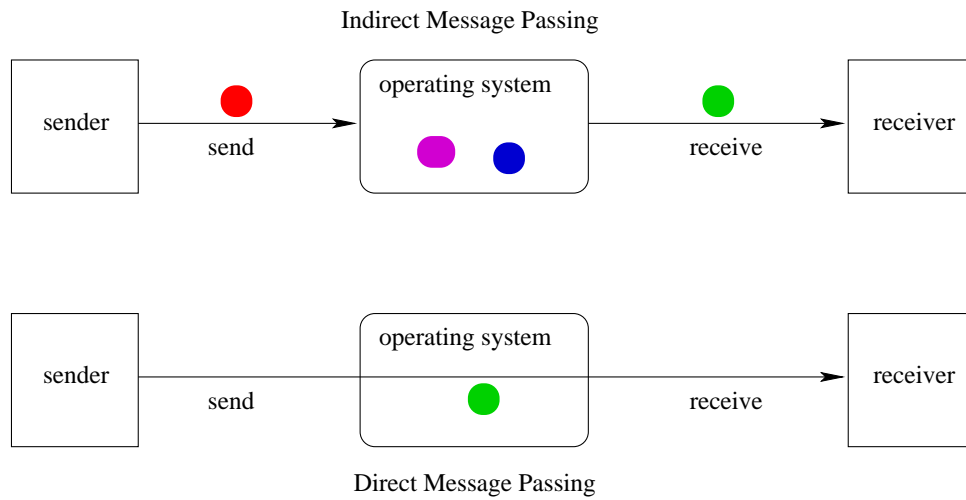 Indirect Message Passing
operating system
sender
send
receive
receiver
operating system
sender
send
receive
receiver
Direct Message Passing